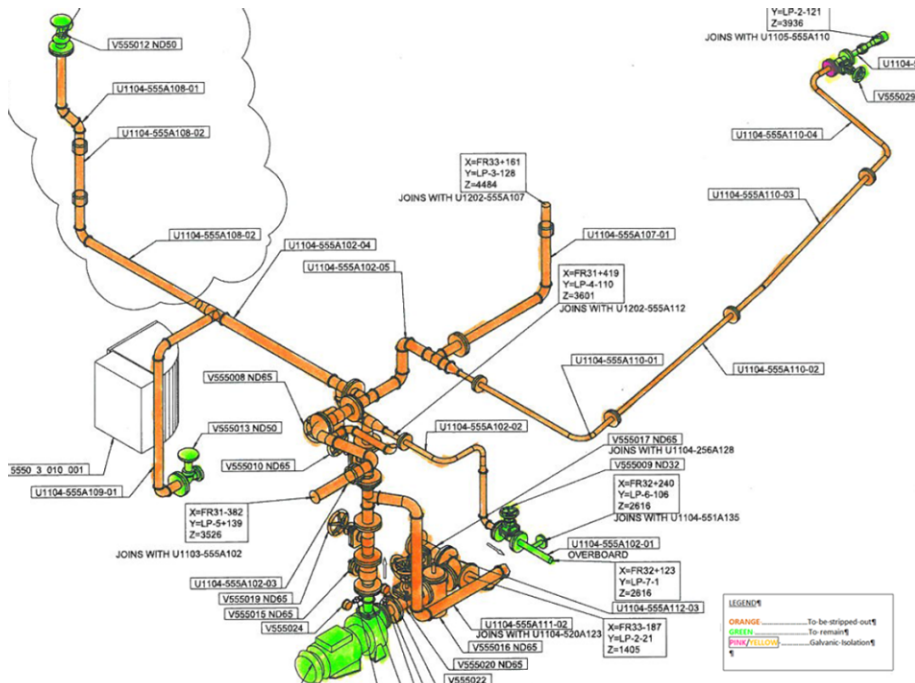 Y=LP-2-121
Z=3936
JOINS WITH U1105-555A110
V555012 ND50
U1104-5
V555029
U1104-555A108-01
U1104-555A108-02
U1104-555A110-04
X=FR33+161
Y=LP-3-128
Z=4484
JOINS WITH U1202-555A107
U1104-555A110-03
U1104-555A108-02
U1104-555A102-04
U1104-555A107-01
U1104-555A102-05
X=FR31+419
Y=LP-4-110
Z=3601
JOINS WITH U1202-555A112
U1104-555A110-01
U1104-555A110-02
V555008 ND65
U1104-555A102-02
V555013 ND50
V555017 ND65
JOINS WITH U1104-256A128
V555010 ND65
V555009 ND32
5550_3_010_001
U1104-555A109-01
X=FR32+240
Y=LP-6-106
Z=2616
JOINS WITH U1104-551A135
X=FR31-382
Y=LP-5+139
Z=3526
JOINS WITH U1103-555A102
U1104-555A102-01
OVERBOARD
X=FR32+123
Y=LP-7-1
Z=2616
U1104-555A102-03
V555019 ND65
V555015 ND65
V555024
U1104-555A112-03
U1104-555A111-02
JOINS WITH U1104-520A123
X=FR33-187
Y=LP-2-21
Z=1405
V555016 ND65
V555020 ND65
V555022
LEGEND¶
ORANGE..........To·be·stripped·out¶
GREEN..........To·remain¶
PINK/YELLOW..........Galvanic·Isolation¶
¶